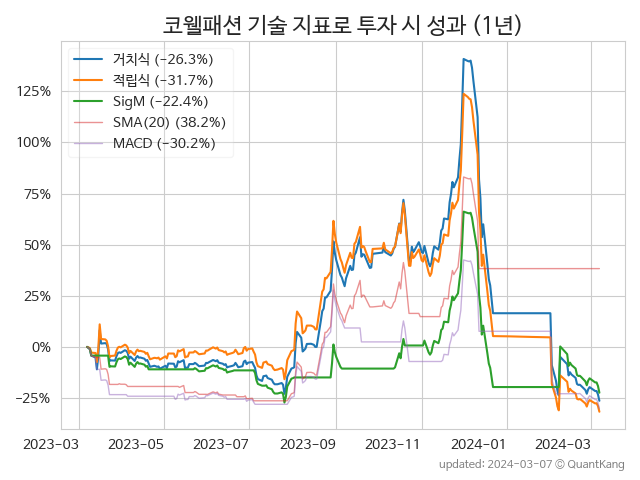 코웰패션 기술 지표로 투자 시 성과 (1년)
거치식 (−26.3%)
적립식 (−31.7%)
SigM (−22.4%)
SMA(20) (38.2%)
MACD (−30.2%)
125%
100%
75%
50%
25%
0%
−25%
2023-03 2023-05 2023-07 2023-09 2023-11 2024-01 2024-03
updated: 2024-03-07 © QuantKang